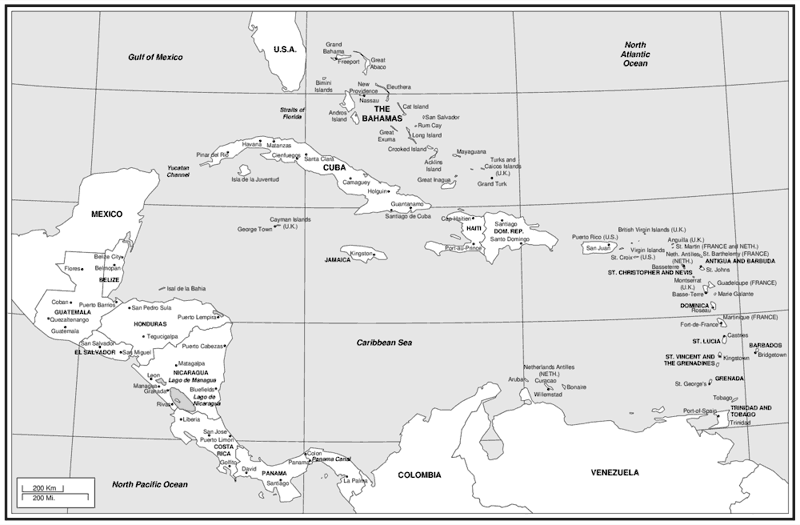 Gulf of Mexico
U.S.A.
North
Atlantic
Ocean
Grand
Bahama
Freeport
Great
Abaco
Bimini
Islands
New
Providence
Eleuthera
Nassau
Andros
Island
Straits of
Florida
THE
BAHAMAS
Cat Island
San Salvador
Rum Cay
Great
Exuma
Long Island
Crooked Island
Acklins
Island
Mayaguana
Great Inagua
Turks and
Caicos Islands
(U.K.)
Grand Turk
Yucatan
Channel
Pinar del Rio
Havana
Matanzas
Cienfuegos
Santa Clara
Isla de la Juventud
CUBA
Camaguey
Holguin
Guantanamo
Santiago de Cuba
Cayman Islands
(U.K.)
George Town
Kingston
JAMAICA
Cap-Haitien
HAITI
Port-au-Prince
Santiago
DOM. REP.
Santo Domingo
Puerto Rico (U.S.)
San Juan
British Virgin Islands (U.K.)
Virgin Islands
(U.S.)
St. Croix
Anguilla (U.K.)
St. Martin (FRANCE and NETH.)
St. Barthelemy (FRANCE)
Neth. Antilles
(NETH.)
ANTIGUA AND BARBUDA
Basseterre
St. Johns
ST. CHRISTOPHER AND NEVIS
Montserrat
(U.K.)
Guadeloupe (FRANCE)
Basse-Terre
Marie Galante
DOMINICA
Roseau
Martinique (FRANCE)
Fort-de-France
Castries
ST. LUCIA
BARBADOS
Bridgetown
ST. VINCENT AND
THE GRENADINES
Kingstown
GRENADA
St. George's
Tobago
Port-of-Spain
TRINIDAD AND
TOBAGO
Trinidad
Netherlands Antilles
(NETH.)
Aruba
Curacao
Bonaire
Willemstad
Caribbean Sea
MEXICO
Belize City
Flores
Belmopan
BELIZE
Isal de la Bahia
Coban
Puerto Barrios
GUATEMALA
Quezaltenango
Guatemala
San Pedro Sula
Puerto Lempira
HONDURAS
Tegucigalpa
San Salvador
EL SALVADOR
San Miguel
Puerto Cabezas
Matagalpa
NICARAGUA
Leon
Lago de Managua
Managua
Granada
Bluefields
Lago de
Nicaragua
Rivas
Liberia
San Jose
Puerto Limon
COSTA
RICA
Golfito
David
Colon
Panama Canal
Panama
PANAMA
Santiago
La Palma
COLOMBIA
VENEZUELA
North Pacific Ocean
200 Km.
200 Mi.